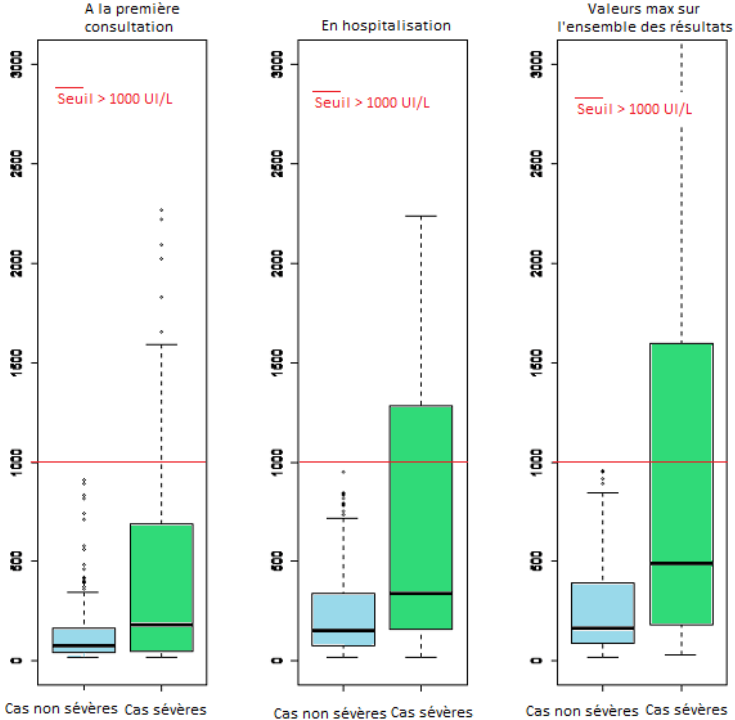 A la première
consultation
3000
2500
2000
1500
1000
500
0
Seuil > 1000 UI/L
Cas non sévères
Cas sévères
En hospitalisation
3000
2500
2000
1500
1000
500
0
Seuil > 1000 UI/L
Cas non sévères
Cas sévères
Valeurs max sur
l'ensemble des résultats
3000
2500
2000
1500
1000
500
0
Seuil > 1000 UI/L
Cas non sévères
Cas sévères